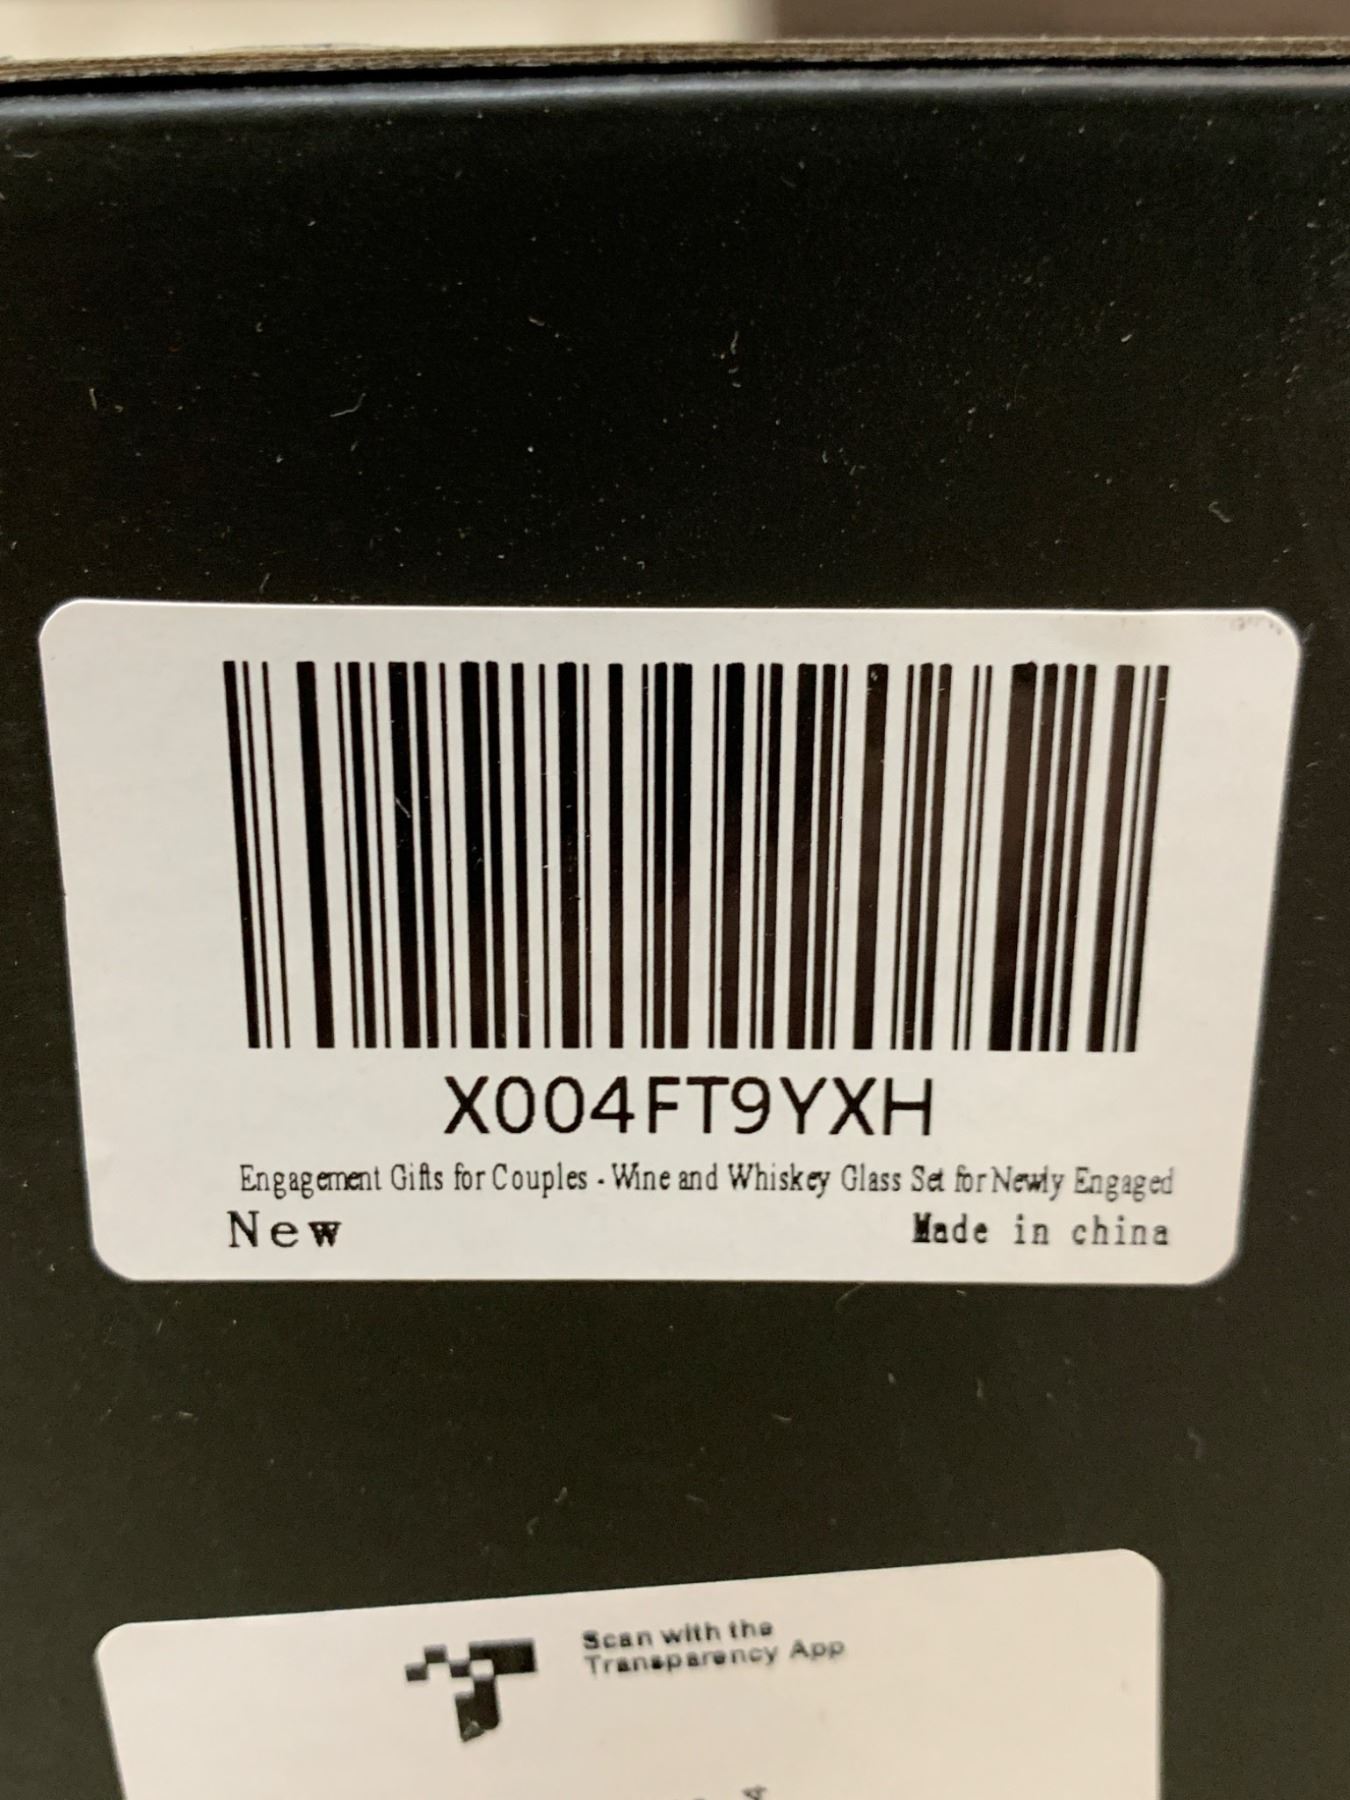 X004FT9YXH
Engagement Gifts for Couples - Wine and Whiskey Glass Set for Newly Engaged
New Made in china
Scan with the
Transparency App